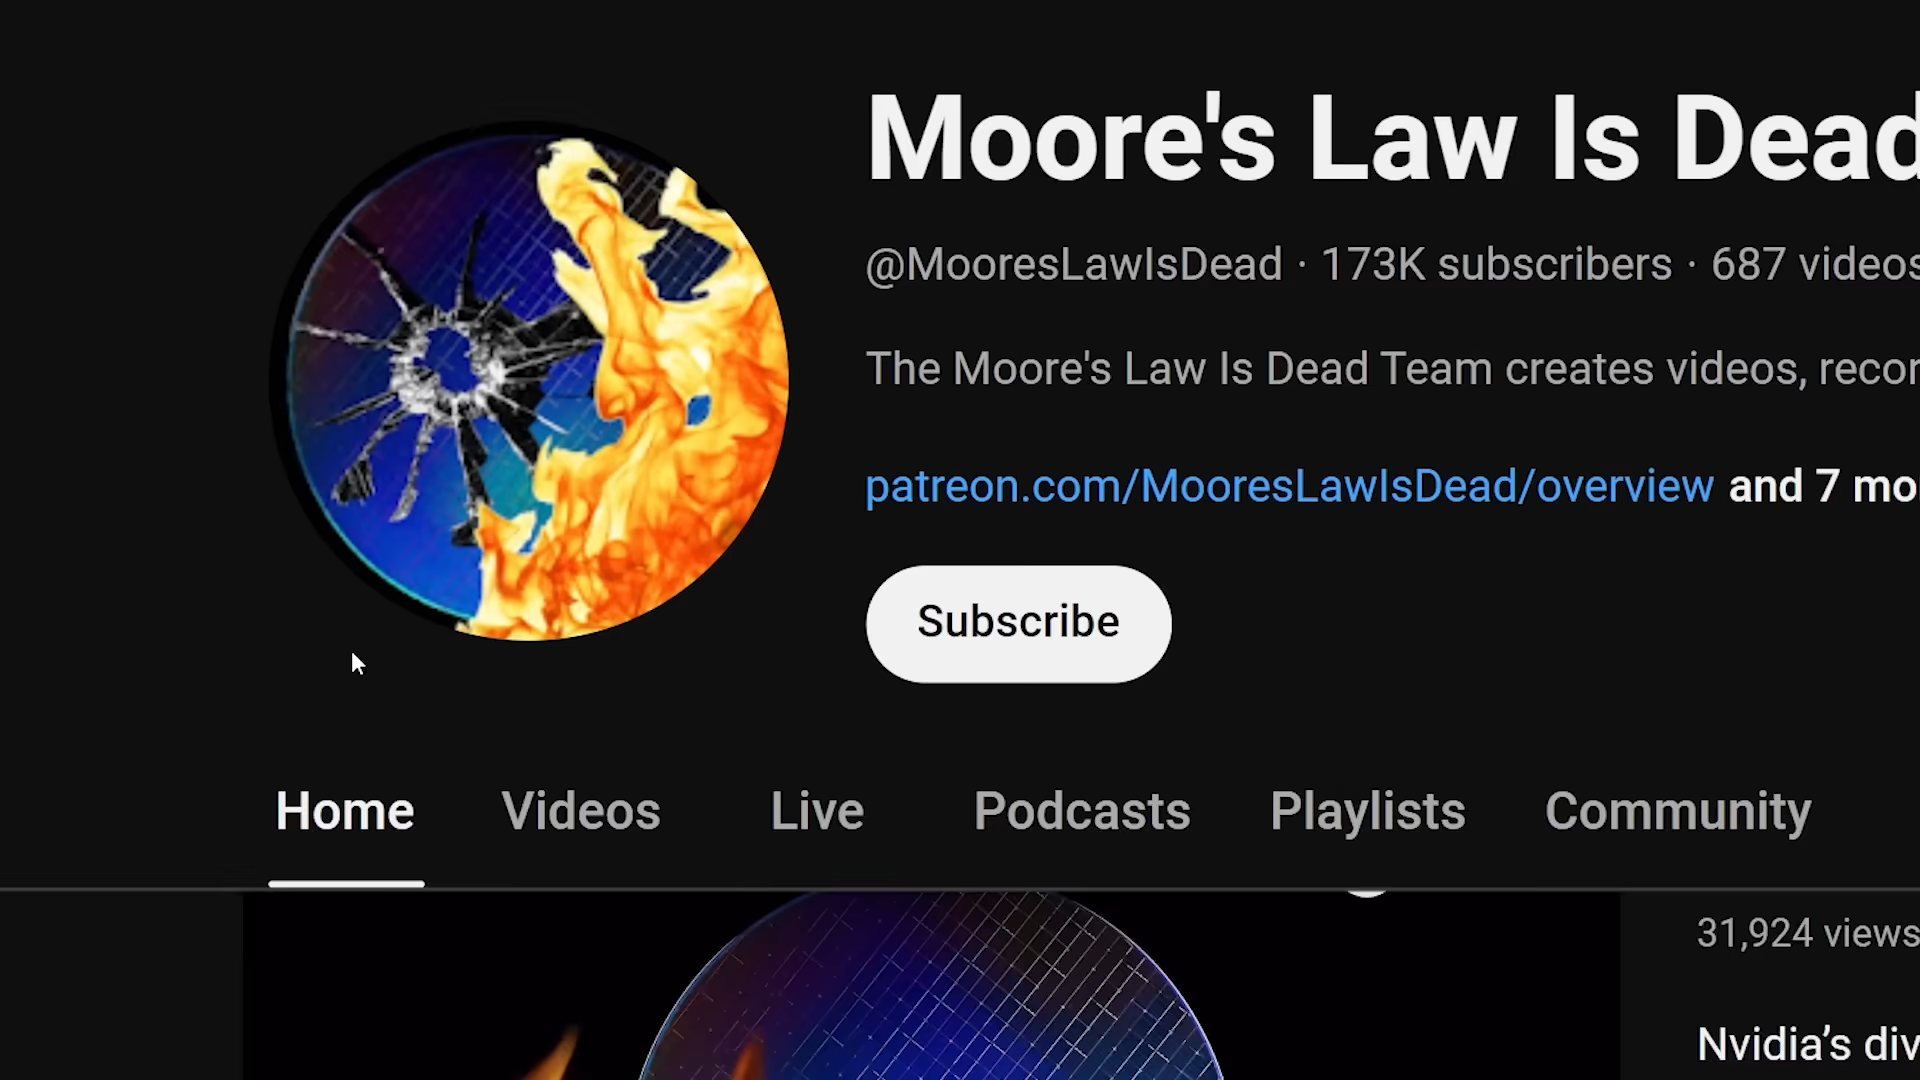 Moore's Law Is Dead
@MooresLawIsDead · 173K subscribers · 687 videos
The Moore's Law Is Dead Team creates videos, recor
patreon.com/MooresLawIsDead/overview and 7 mo
Subscribe
Home Videos Live Podcasts Playlists Community
31,924 views
Nvidia’s div